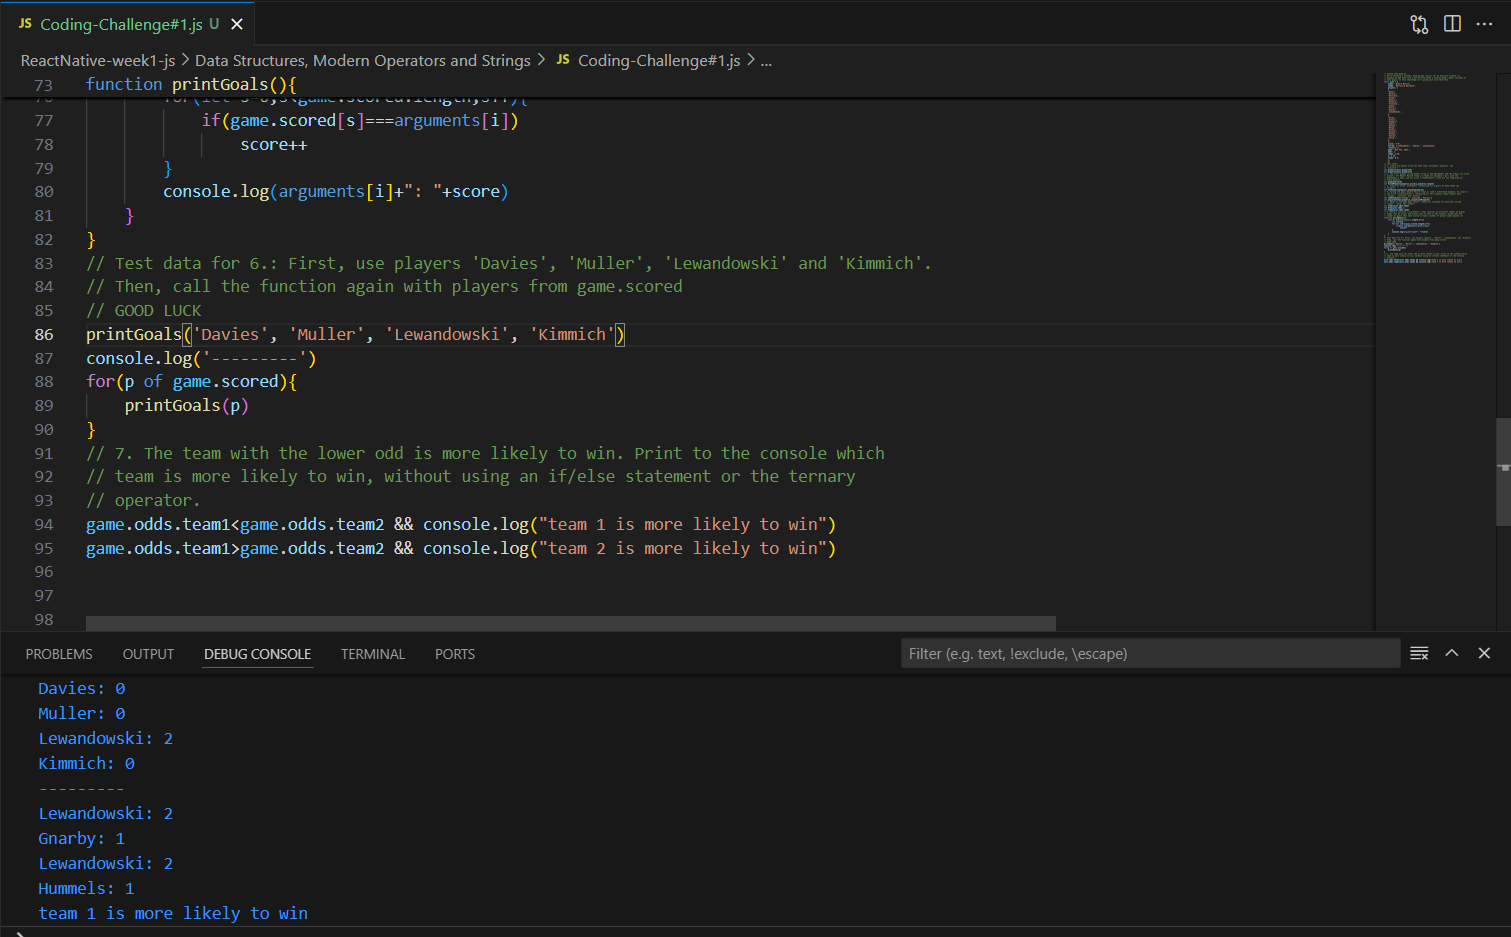 JS Coding-Challenge#1.js U
ReactNative-week1-js > Data Structures, Modern Operators and Strings > JS Coding-Challenge#1.js > ...
73 function printGoals(){
77 if(game.scored[s]===arguments[i])
78 score++
79 }
80 console.log(arguments[i]+": "+score)
81 }
82 }
83 // Test data for 6.: First, use players 'Davies', 'Muller', 'Lewandowski' and 'Kimmich'.
84 // Then, call the function again with players from game.scored
85 // GOOD LUCK
86 printGoals('Davies', 'Muller', 'Lewandowski', 'Kimmich')
87 console.log('---------')
88 for(p of game.scored){
89 printGoals(p)
90 }
91 // 7. The team with the lower odd is more likely to win. Print to the console which
92 // team is more likely to win, without using an if/else statement or the ternary
93 // operator.
94 game.odds.team1<game.odds.team2 && console.log("team 1 is more likely to win")
95 game.odds.team1>game.odds.team2 && console.log("team 2 is more likely to win")
96
97
98
PROBLEMS OUTPUT DEBUG CONSOLE TERMINAL PORTS Filter (e.g. text, !exclude, \escape)
Davies: 0
Muller: 0
Lewandowski: 2
Kimmich: 0
---------
Lewandowski: 2
Gnarby: 1
Lewandowski: 2
Hummels: 1
team 1 is more likely to win